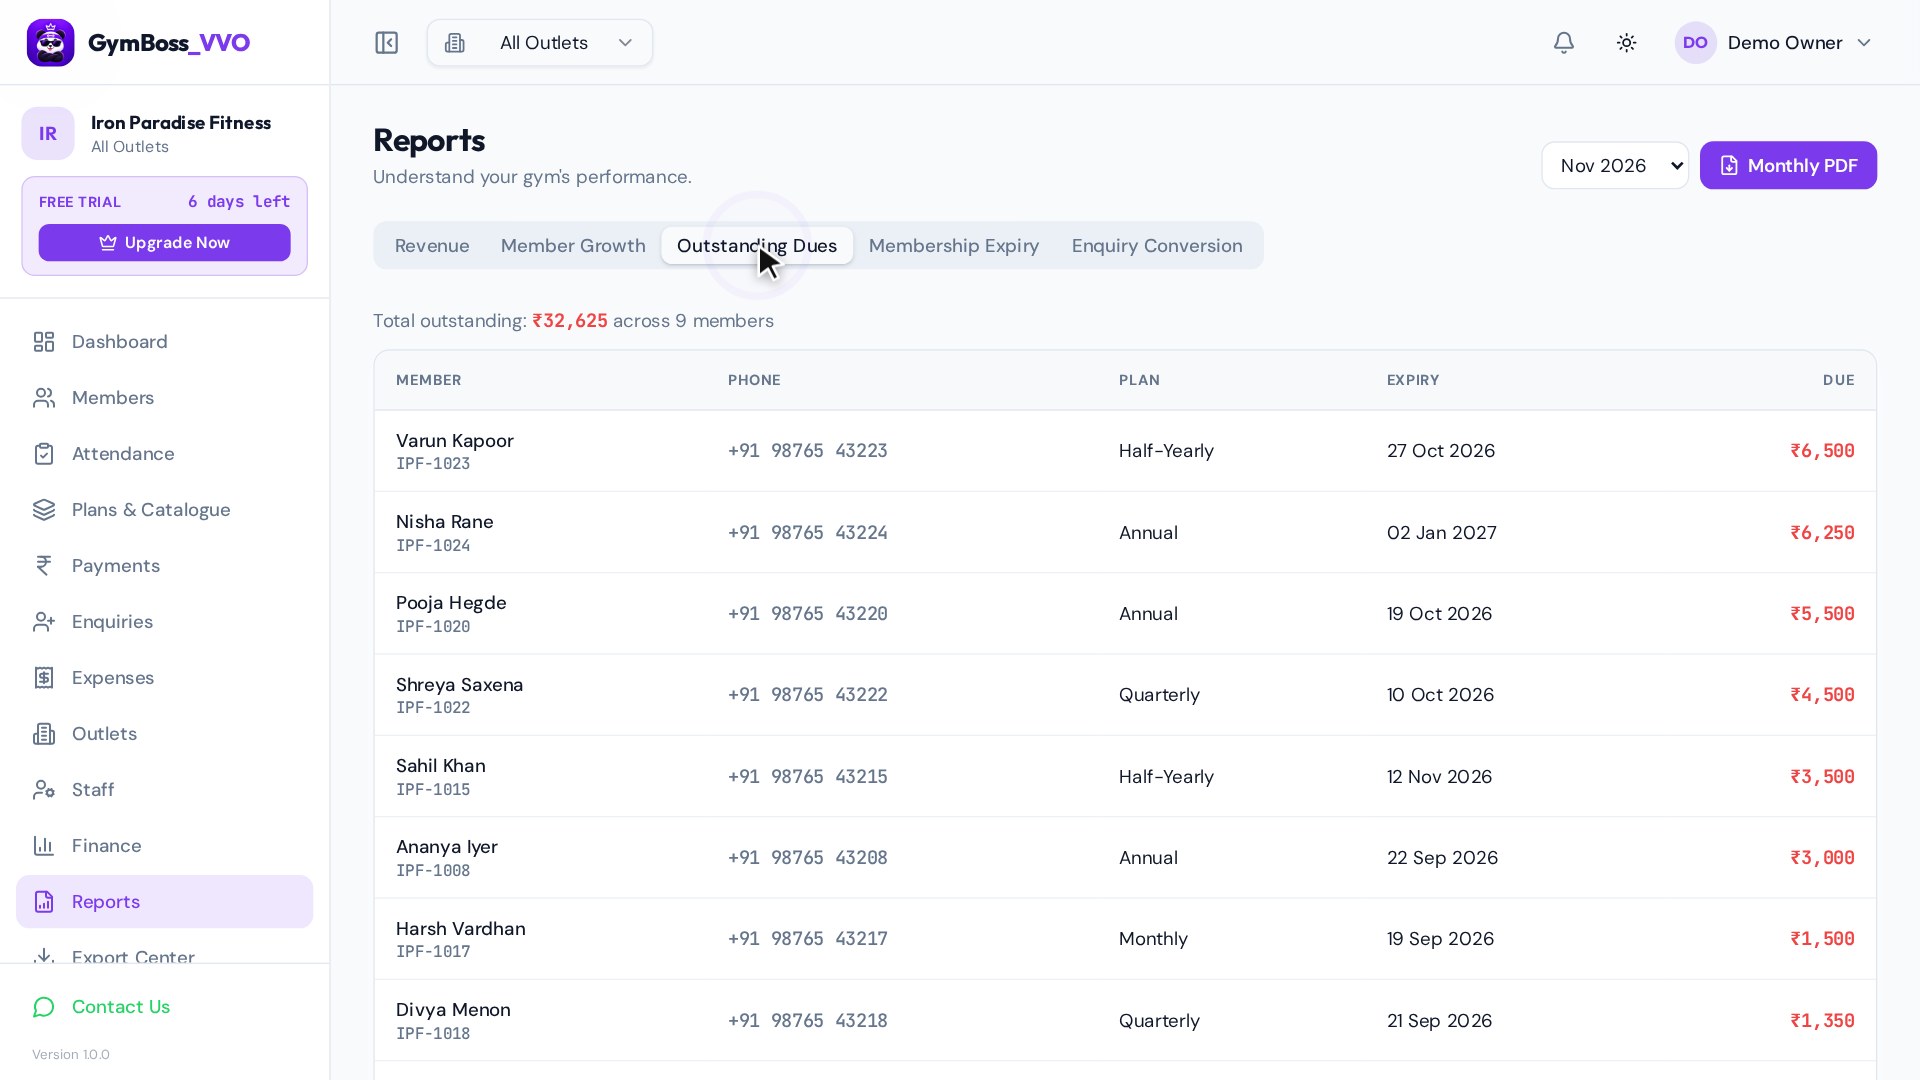 GymBoss_VVO
All Outlets
DO Demo Owner
IR Iron Paradise Fitness
All Outlets
FREE TRIAL 6 days left
Upgrade Now
Dashboard
Members
Attendance
Plans & Catalogue
Payments
Enquiries
Expenses
Outlets
Staff
Finance
Reports
Export Center
Contact Us
Version 1.0.0
Reports
Understand your gym's performance.
Nov 2026 Monthly PDF
Revenue Member Growth Outstanding Dues Membership Expiry Enquiry Conversion
Total outstanding: ₹32,625 across 9 members
MEMBER PHONE PLAN EXPIRY DUE
Varun Kapoor +91 98765 43223 Half-Yearly 27 Oct 2026 ₹6,500
IPF-1023
Nisha Rane +91 98765 43224 Annual 02 Jan 2027 ₹6,250
IPF-1024
Pooja Hegde +91 98765 43220 Annual 19 Oct 2026 ₹5,500
IPF-1020
Shreya Saxena +91 98765 43222 Quarterly 10 Oct 2026 ₹4,500
IPF-1022
Sahil Khan +91 98765 43215 Half-Yearly 12 Nov 2026 ₹3,500
IPF-1015
Ananya Iyer +91 98765 43208 Annual 22 Sep 2026 ₹3,000
IPF-1008
Harsh Vardhan +91 98765 43217 Monthly 19 Sep 2026 ₹1,500
IPF-1017
Divya Menon +91 98765 43218 Quarterly 21 Sep 2026 ₹1,350
IPF-1018